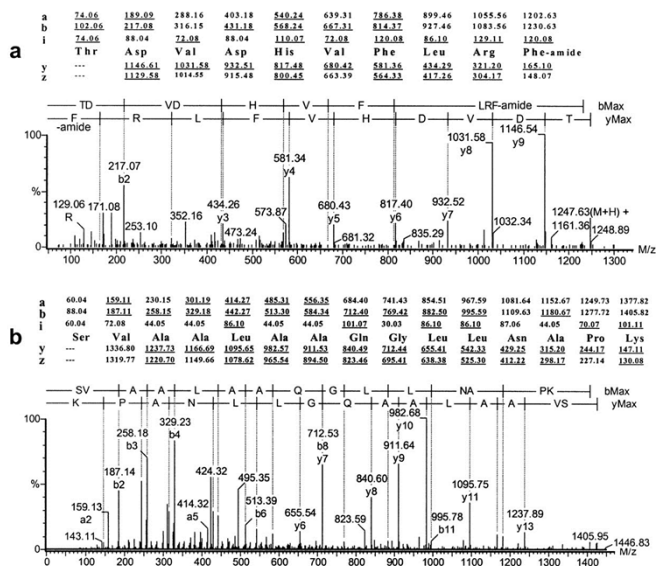 a 74.06 189.09 288.16 403.18 540.24 639.31 786.38 899.46 1055.56 1202.63
b 102.06 217.08 316.15 431.18 568.24 667.31 814.37 927.46 1083.56 1230.63
i 74.06 88.04 72.08 88.04 110.07 72.08 120.08 86.10 129.11 120.08
a Thr Asp Val Asp His Val Phe Leu Arg Phe-amide
y --- 1146.61 1031.58 932.51 817.48 680.42 581.36 434.29 321.20 165.10
z --- 1129.58 1014.55 915.48 800.45 663.39 564.33 417.26 304.17 148.07
TD VD H V F LRF-amide bMax
F R L F V H D V D T yMax
-amide
100
%
0
1031.58
y8
1146.54
y9
217.07
b2
581.34
y4
129.06
R
171.08
253.10
352.16
434.26
y3
473.24
573.87
680.43
y5
681.32
817.40
y6
835.29
932.52
y7
1032.34
1247.63(M+H) +
1161.36
1248.89
100 200 300 400 500 600 700 800 900 1000 1100 1200 1300 M/z
a 60.04 159.11 230.15 301.19 414.27 485.31 556.35 684.40 741.43 854.51 967.59 1081.64 1152.67 1249.73 1377.82
b 88.04 187.11 258.15 329.18 442.27 513.30 584.34 712.40 769.42 882.50 995.59 1109.63 1180.67 1277.72 1405.82
i 60.04 72.08 44.05 44.05 86.10 44.05 44.05 101.07 30.03 86.10 86.10 87.06 44.05 70.07 101.11
b Ser Val Ala Ala Leu Ala Ala Gln Gly Leu Leu Asn Ala Pro Lys
y --- 1336.80 1237.73 1166.69 1095.65 982.57 911.53 840.49 712.44 655.41 542.33 429.25 315.20 244.17 147.11
z --- 1319.77 1220.70 1149.66 1078.62 965.54 894.50 823.46 695.41 638.38 525.30 412.22 298.17 227.14 130.08
SV A A L A A Q G L L NA PK bMax
K P A N L L G Q A A L A A VS yMax
100
%
0
982.68
y10
329.23
b4
258.18
b3
712.53
b8
y7
911.64
y9
187.14
b2
424.32
495.35
840.60
y8
159.13
a2
414.32
a5
513.39
b6
655.54
y6
823.59
1095.75
y11
995.78
b11
1237.89
y13
143.11
1405.95
1446.83
0 100 200 300 400 500 600 700 800 900 1000 1100 1200 1300 1400 M/z